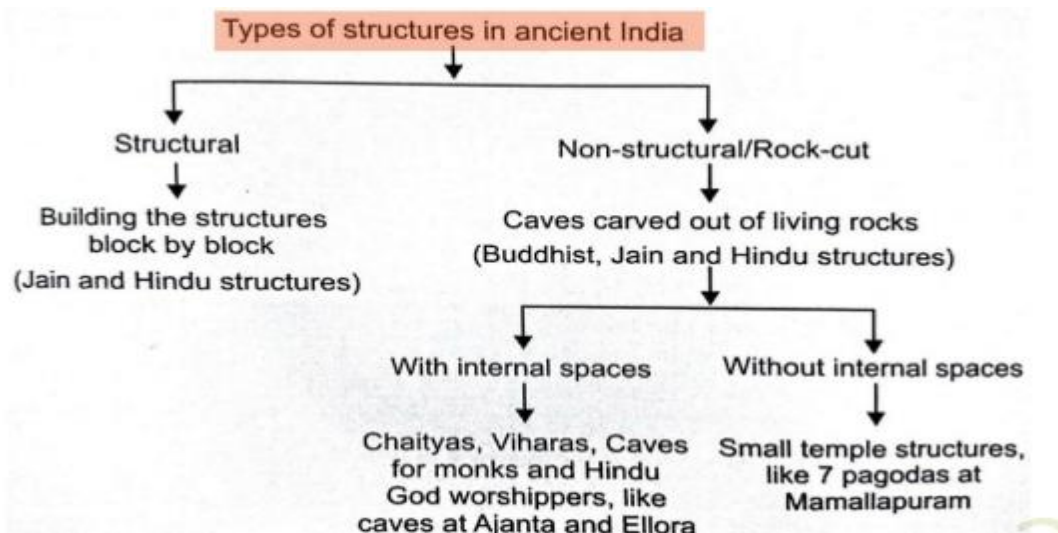 Types of structures in ancient India
Structural
Non-structural/Rock-cut
Building the structures
block by block
(Jain and Hindu structures)
Caves carved out of living rocks
(Buddhist, Jain and Hindu structures)
With internal spaces
Without internal spaces
Chaityas, Viharas, Caves
for monks and Hindu
God worshippers, like
caves at Ajanta and Ellora
Small temple structures,
like 7 pagodas at
Mamallapuram